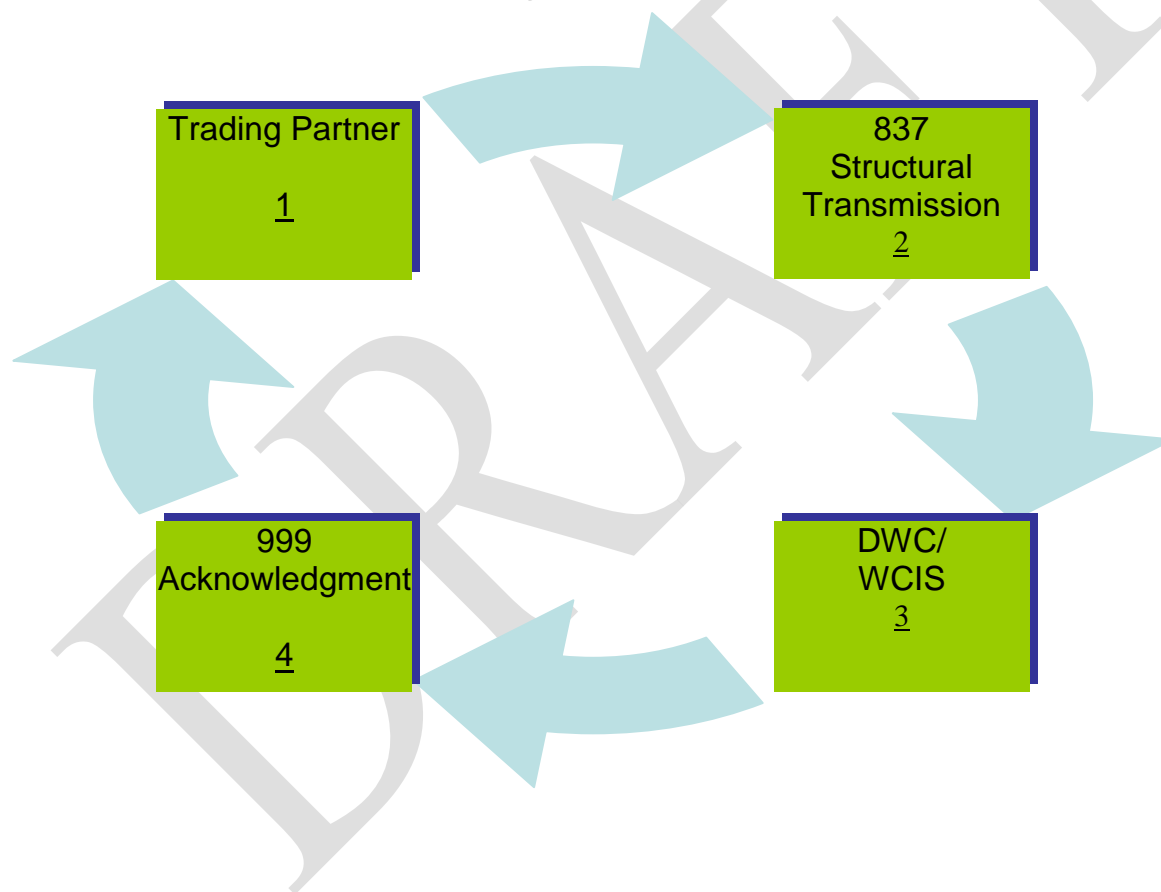 Trading Partner
1
837
Structural
Transmission
2
DWC/
WCIS
3
999
Acknowledgment
4
DRAFT